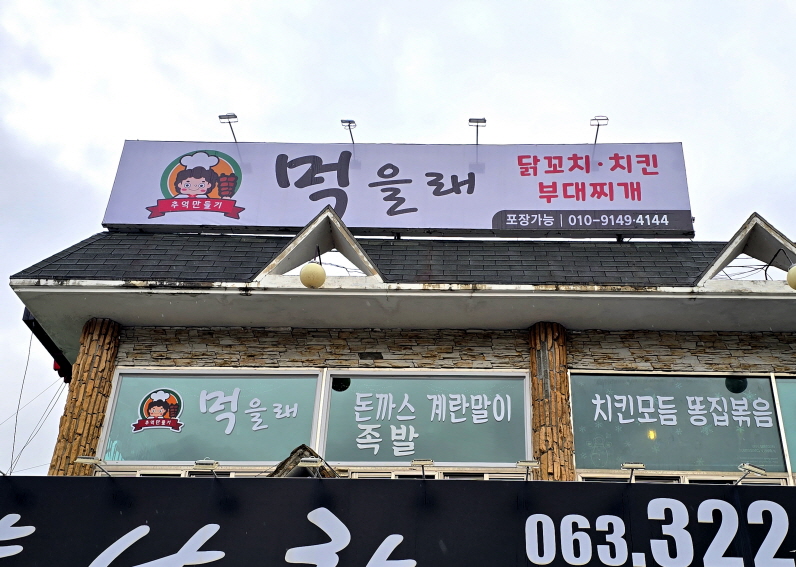 추억만들기
먹을래
닭꼬치·치킨
부대찌개
포장가능 | 010-9149-4144
추억만들기
먹을래
돈까스 계란말이
족발
치킨모듬 똥집볶음
063.322